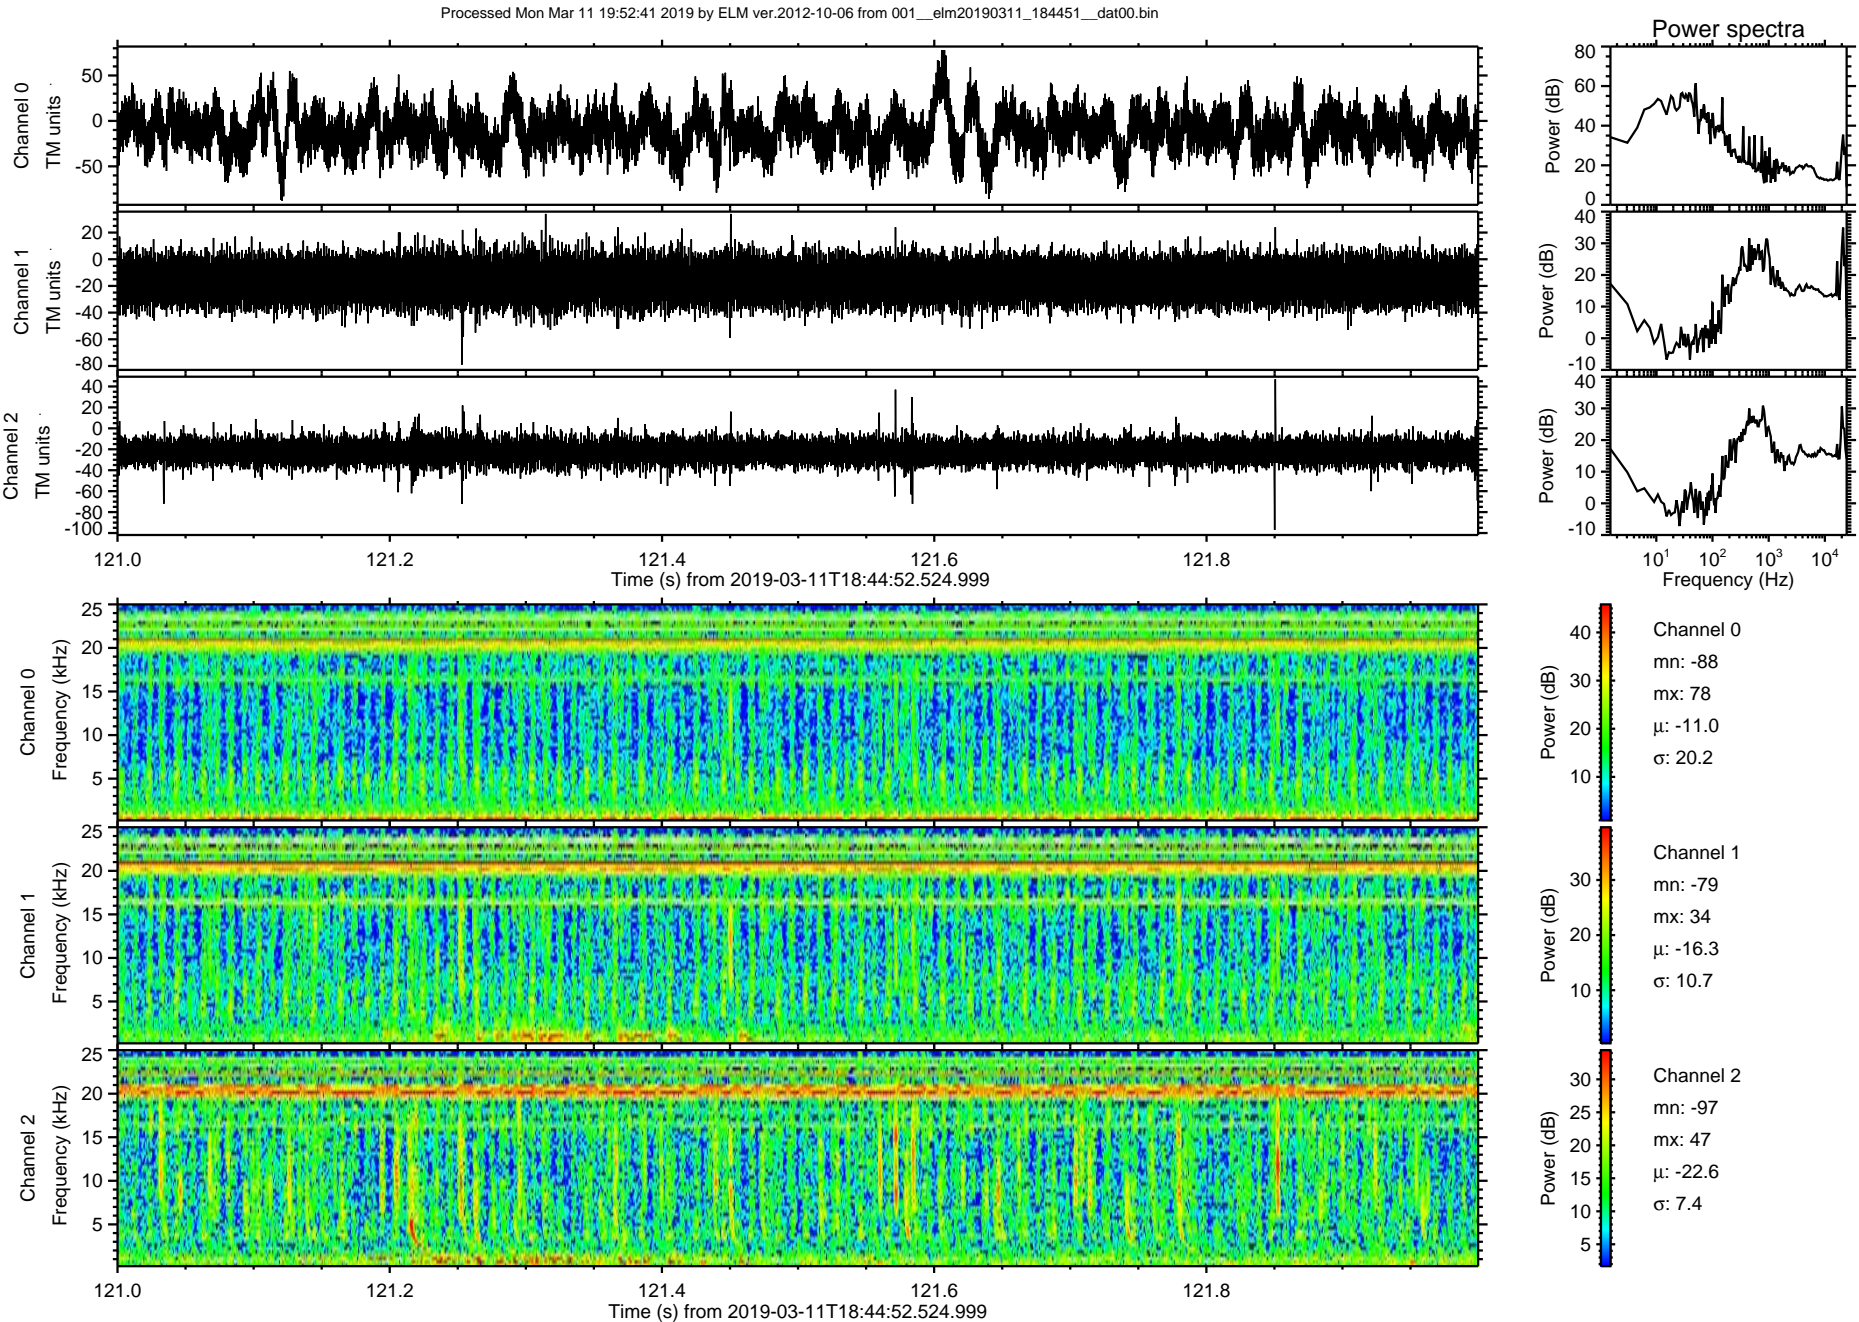 Processed Mon Mar 11 19:52:41 2019 by ELM ver.2012-10-06 from 001__elm20190311_184451__dat00.bin
Power spectra
Channel 0
TM units
50
0
-50
Power (dB)
80
60
40
20
0
Channel 1
TM units
20
0
-20
-40
-60
-80
Power (dB)
40
30
20
10
0
-10
Channel 2
TM units
40
20
0
-20
-40
-60
-80
-100
Power (dB)
40
30
20
10
0
-10
121.0 121.2 121.4 121.6 121.8
Time (s) from 2019-03-11T18:44:52.524.999
10¹ 10² 10³ 10⁴
Frequency (Hz)
Channel 0
Frequency (kHz)
25
20
15
10
5
Power (dB)
40
30
20
10
Channel 0
mn: -88
mx: 78
μ: -11.0
σ: 20.2
Channel 1
Frequency (kHz)
25
20
15
10
5
Power (dB)
30
20
10
Channel 1
mn: -79
mx: 34
μ: -16.3
σ: 10.7
Channel 2
Frequency (kHz)
25
20
15
10
5
Power (dB)
30
25
20
15
10
5
Channel 2
mn: -97
mx: 47
μ: -22.6
σ: 7.4
121.0 121.2 121.4 121.6 121.8
Time (s) from 2019-03-11T18:44:52.524.999